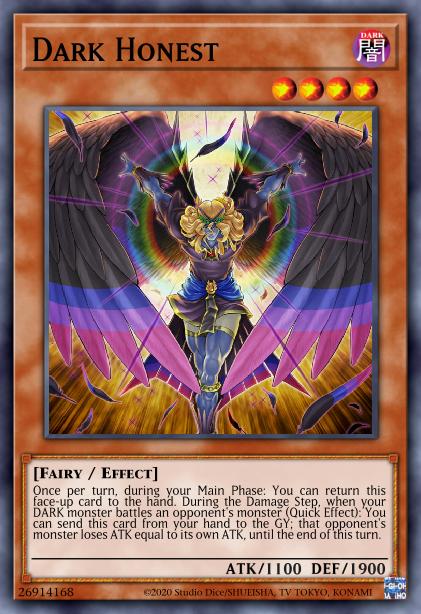 DARK HONEST
DARK
闇
[FAIRY / EFFECT]
Once per turn, during your Main Phase: You can return this
face-up card to the hand. During the Damage Step, when your
DARK monster battles an opponent's monster (Quick Effect): You
can send this card from your hand to the GY; that opponent's
monster loses ATK equal to its own ATK, until the end of this turn.
ATK/1100 DEF/1900
26914168
©2020 Studio Dice/SHUEISHA, TV TOKYO, KONAMI